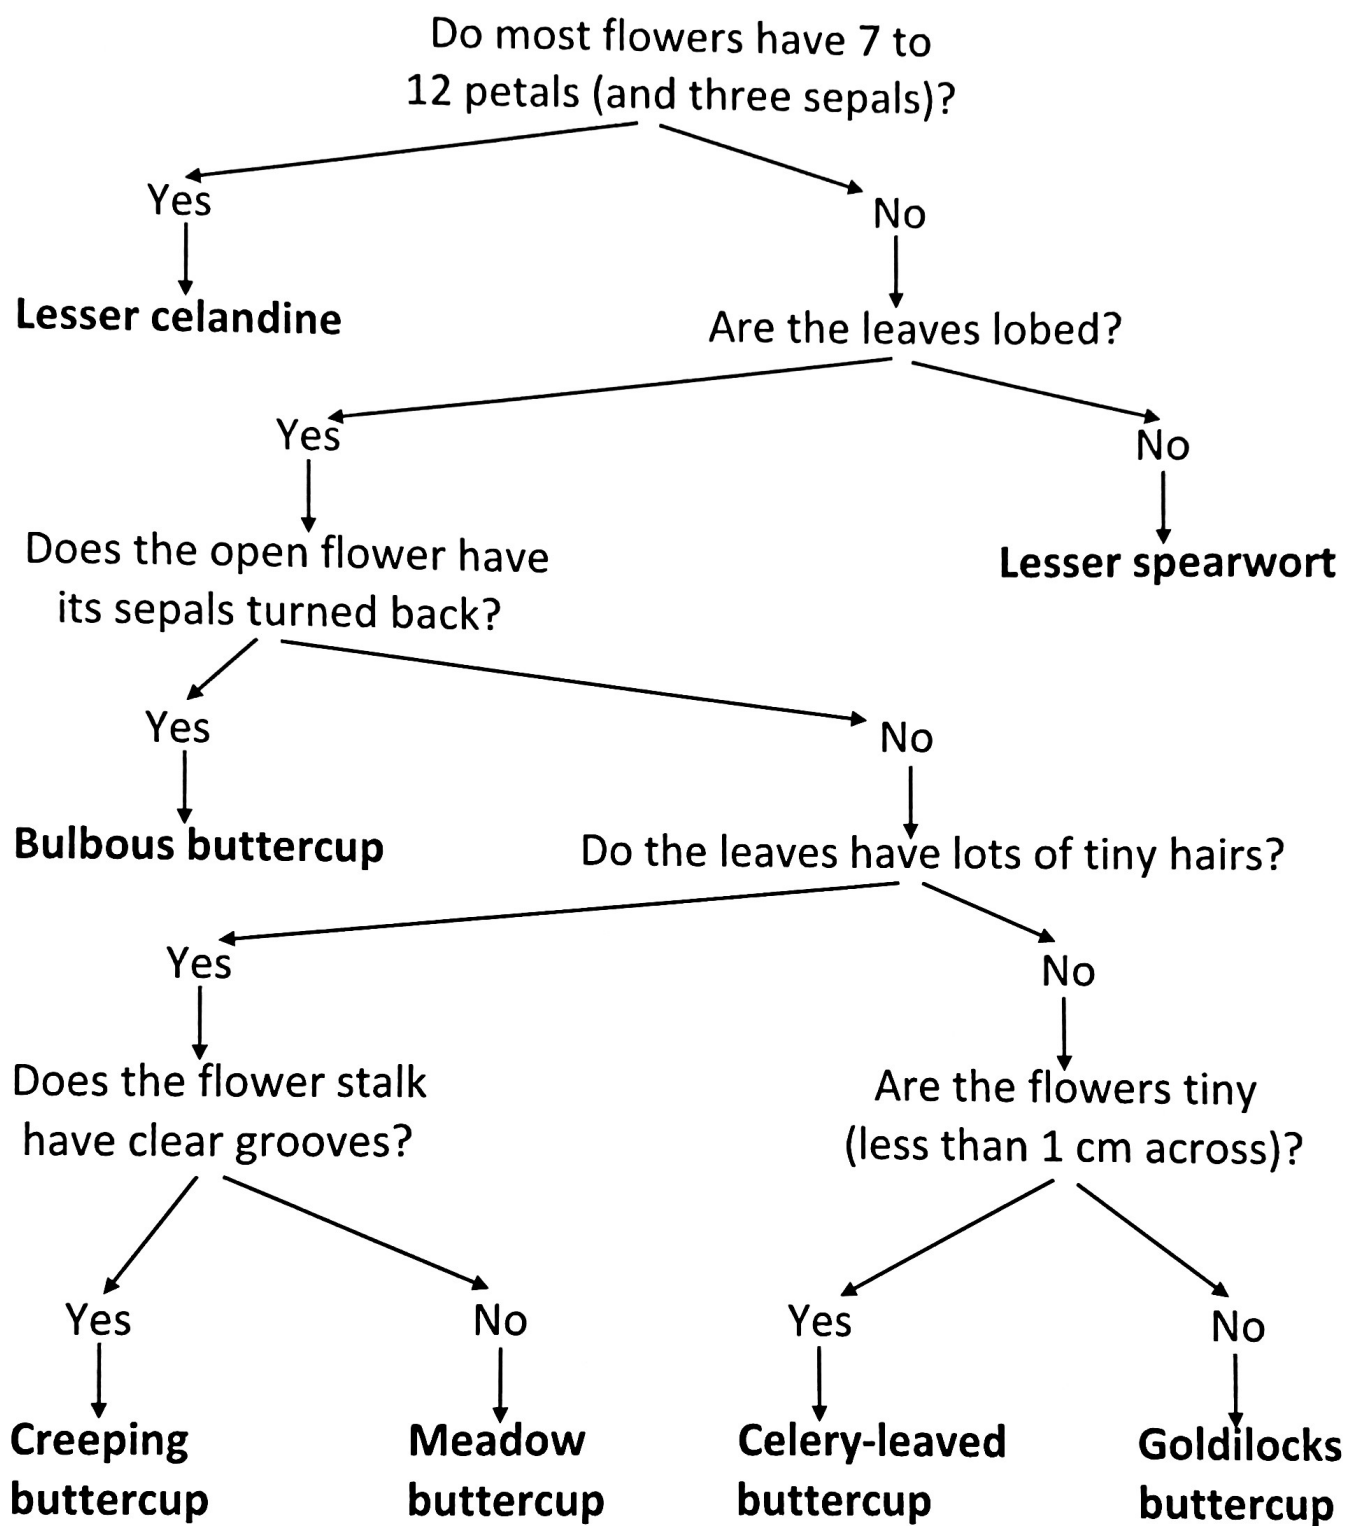 Do most flowers have 7 to
12 petals (and three sepals)?
Yes
No
Lesser celandine
Are the leaves lobed?
Yes
No
Does the open flower have
its sepals turned back?
Lesser spearwort
Yes
No
Bulbous buttercup
Do the leaves have lots of tiny hairs?
Yes
No
Does the flower stalk
have clear grooves?
Are the flowers tiny
(less than 1 cm across)?
Yes
No
Yes
No
Creeping
buttercup
Meadow
buttercup
Celery-leaved
buttercup
Goldilocks
buttercup